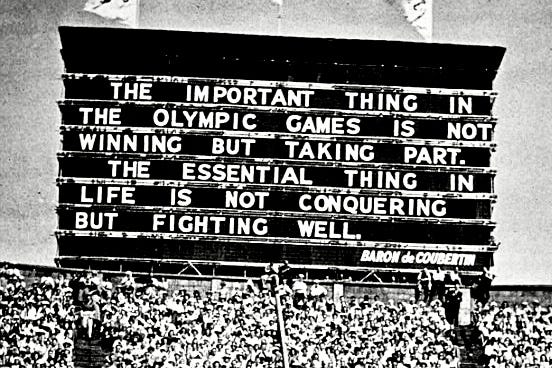 THE IMPORTANT THING IN
THE OLYMPIC GAMES IS NOT
WINNING BUT TAKING PART.
THE ESSENTIAL THING IN
LIFE IS NOT CONQUERING
BUT FIGHTING WELL.
BARON de COUBERTIN